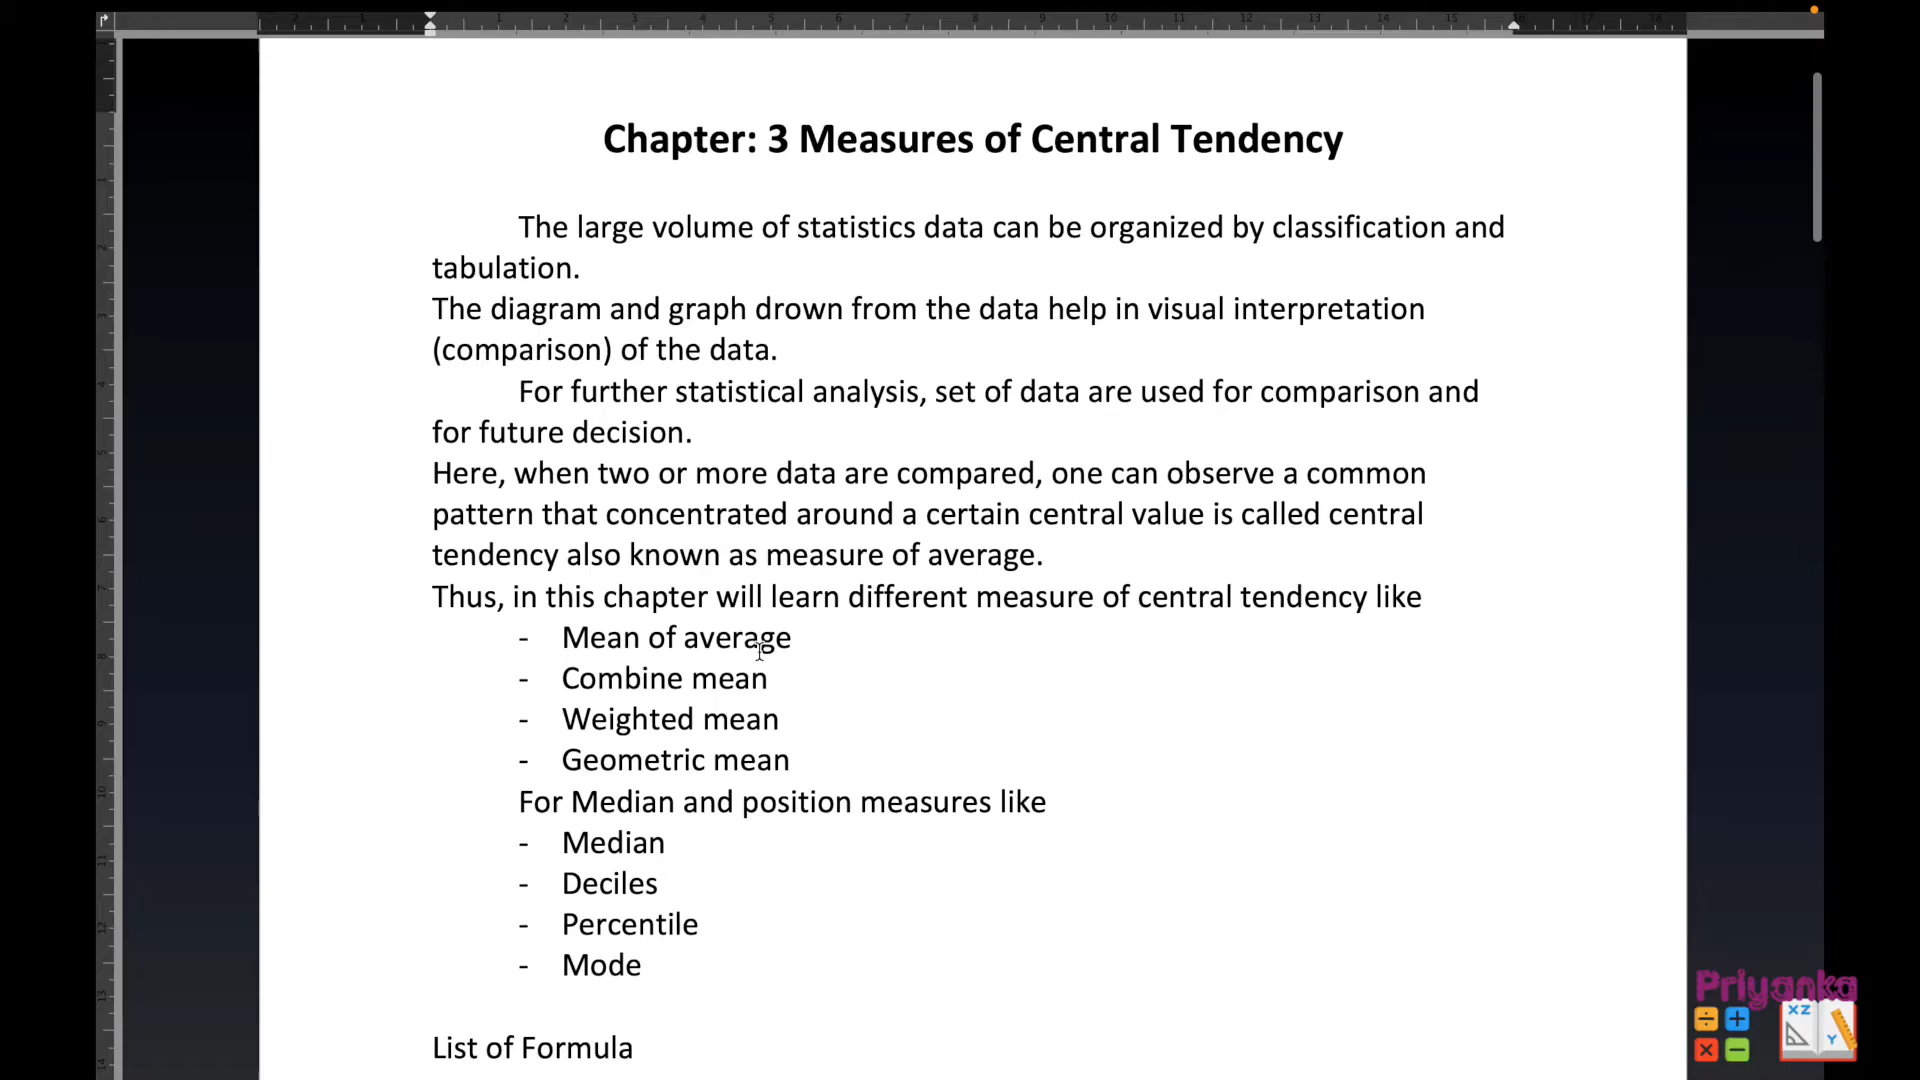 Chapter: 3 Measures of Central Tendency
The large volume of statistics data can be organized by classification and
tabulation.
The diagram and graph drown from the data help in visual interpretation
(comparison) of the data.
For further statistical analysis, set of data are used for comparison and
for future decision.
Here, when two or more data are compared, one can observe a common
pattern that concentrated around a certain central value is called central
tendency also known as measure of average.
Thus, in this chapter will learn different measure of central tendency like
- Mean of average
- Combine mean
- Weighted mean
- Geometric mean
For Median and position measures like
- Median
- Deciles
- Percentile
- Mode
List of Formula
Priyanka
XZ
Y